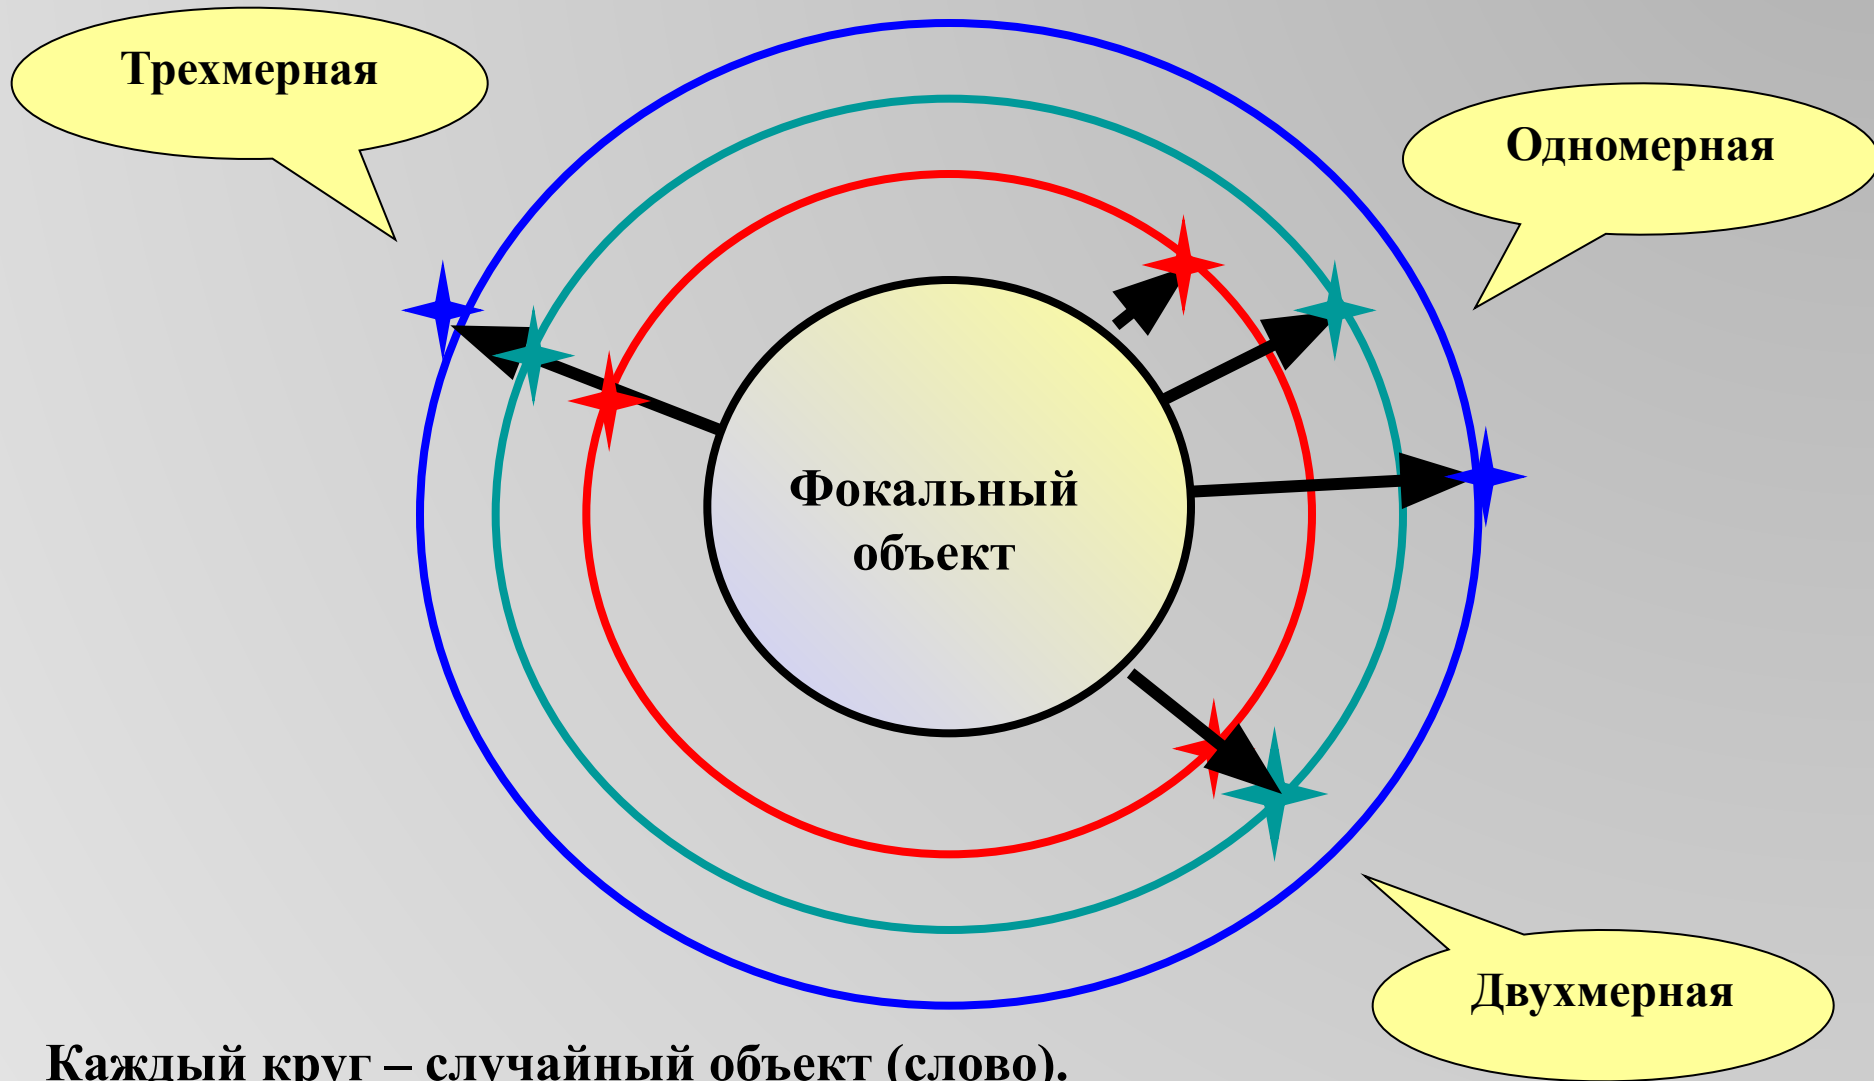 Трехмерная
Одномерная
Фокальный
объект
Двухмерная
Каждый круг – случайный объект (слово).